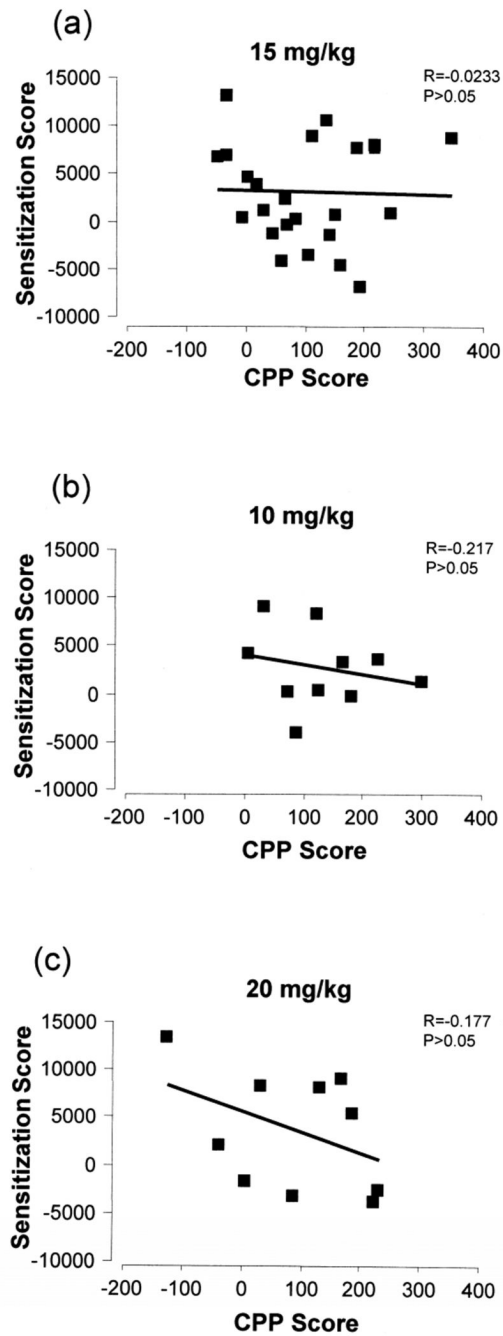 (a)
15 mg/kg
R=-0.0233
P>0.05
15000
10000
5000
0
-5000
-10000
Sensitization Score
-200 -100 0 100 200 300 400
CPP Score
(b)
10 mg/kg
R=-0.217
P>0.05
15000
10000
5000
0
-5000
-10000
Sensitization Score
-200 -100 0 100 200 300 400
CPP Score
(c)
20 mg/kg
R=-0.177
P>0.05
15000
10000
5000
0
-5000
-10000
Sensitization Score
-200 -100 0 100 200 300 400
CPP Score